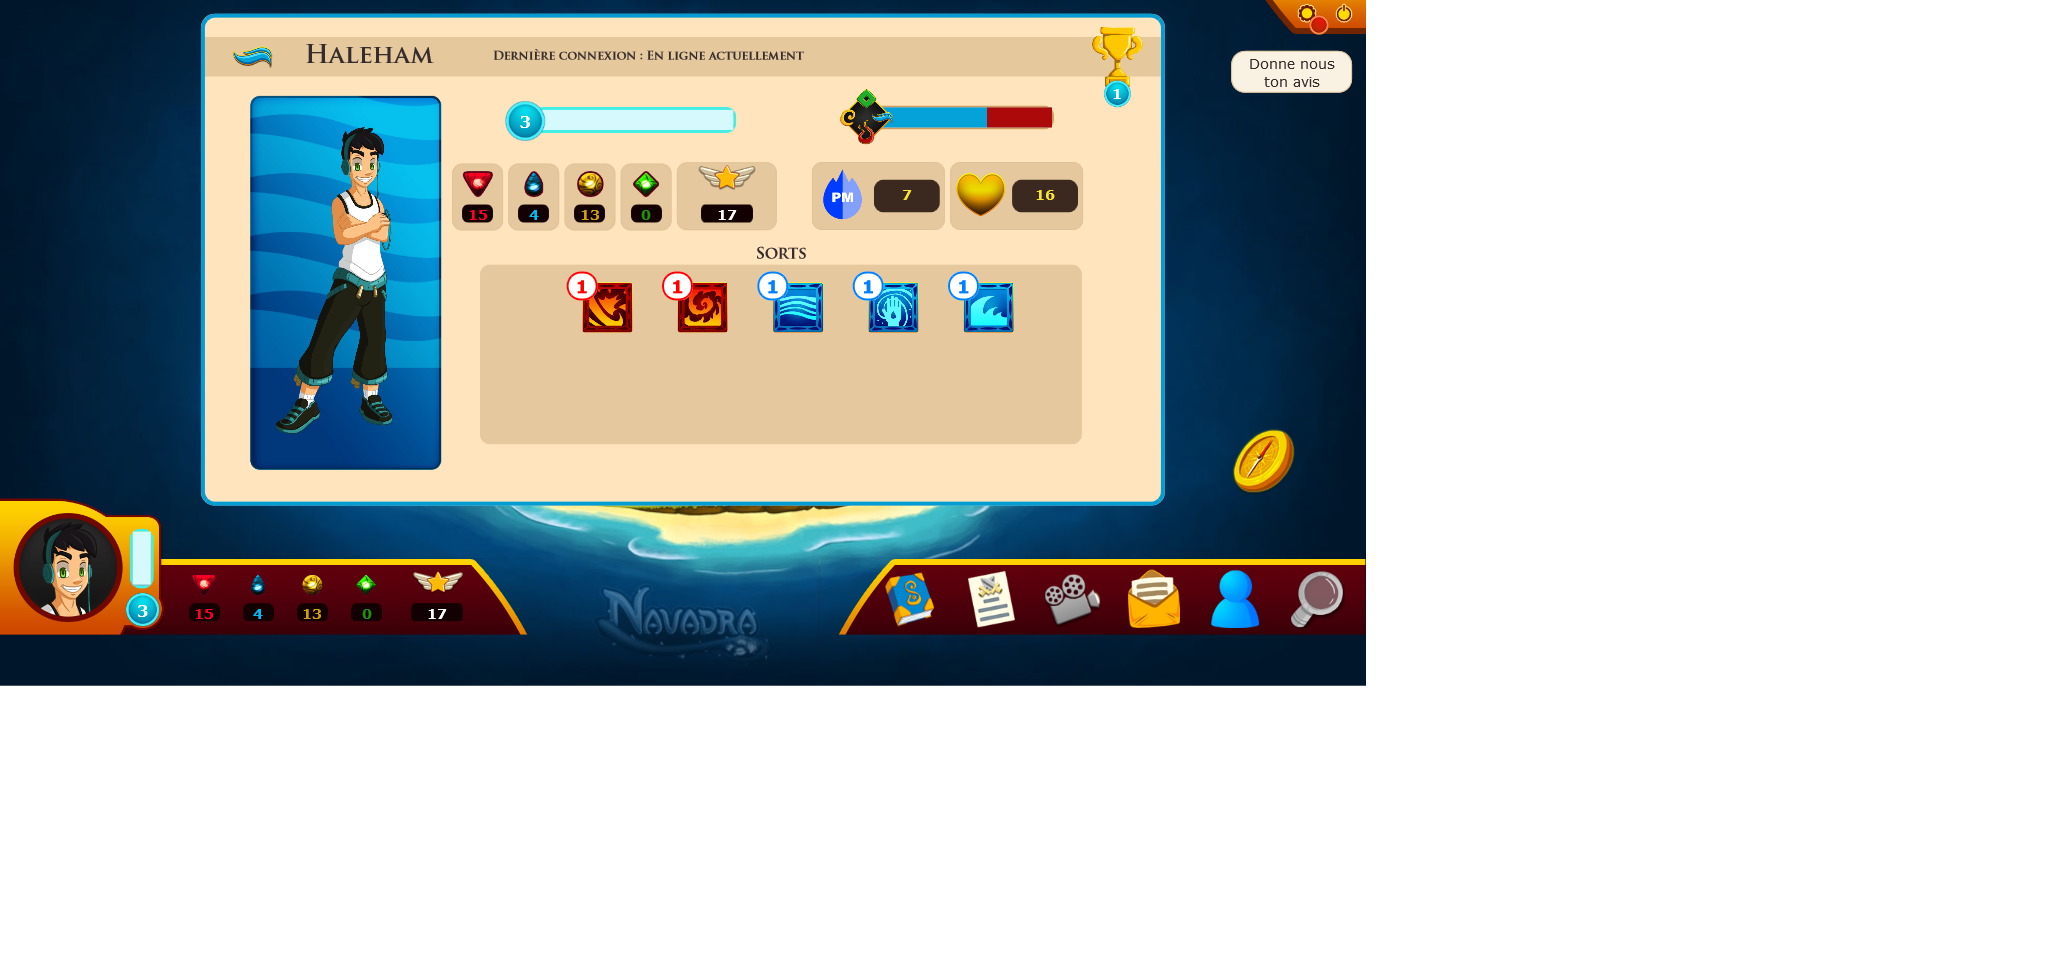 Haleham
Dernière connexion : En ligne actuellement
1
Donne nous
ton avis
3
15
4
13
0
17
PM
7
16
Sorts
1
1
1
1
1
3
15
4
13
0
17
Navadra